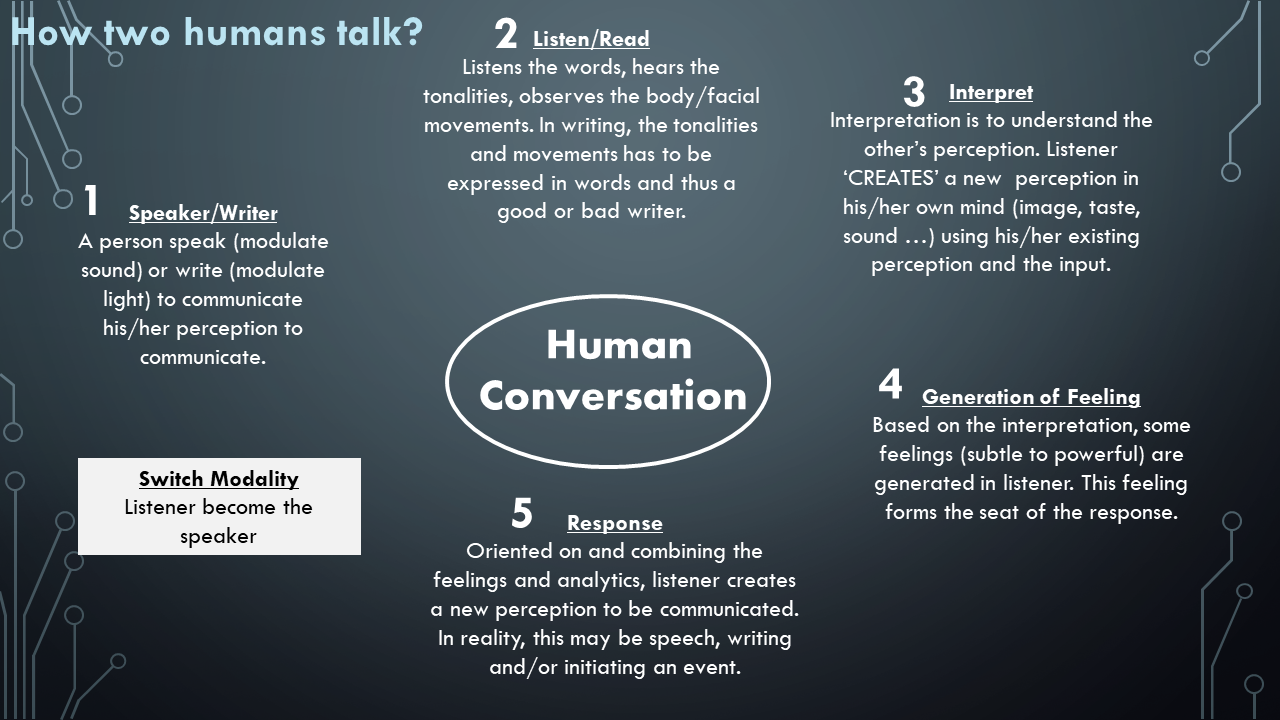 How two humans talk?
1
Speaker/Writer
A person speak (modulate
sound) or write (modulate
light) to communicate
his/her perception to
communicate.
2 Listen/Read
Listens the words, hears the
tonalities, observes the body/facial
movements. In writing, the tonalities
and movements has to be
expressed in words and thus a
good or bad writer.
3 Interpret
Interpretation is to understand the
other’s perception. Listener
‘CREATES’ a new perception in
his/her own mind (image, taste,
sound …) using his/her existing
perception and the input.
Human
Conversation
4 Generation of Feeling
Based on the interpretation, some
feelings (subtle to powerful) are
generated in listener. This feeling
forms the seat of the response.
5 Response
Oriented on and combining the
feelings and analytics, listener creates
a new perception to be communicated.
In reality, this may be speech, writing
and/or initiating an event.
Switch Modality
Listener become the
speaker